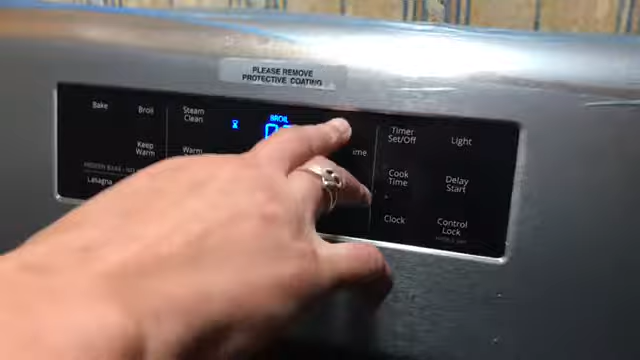 PLEASE REMOVE
PROTECTIVE COATING
Bake
Broil
Steam
Clean
BROIL
Timer
Set/Off
Light
Keep
Warm
Warm
ime
Cook
Time
Delay
Start
Lasagna
Clock
Control
Lock